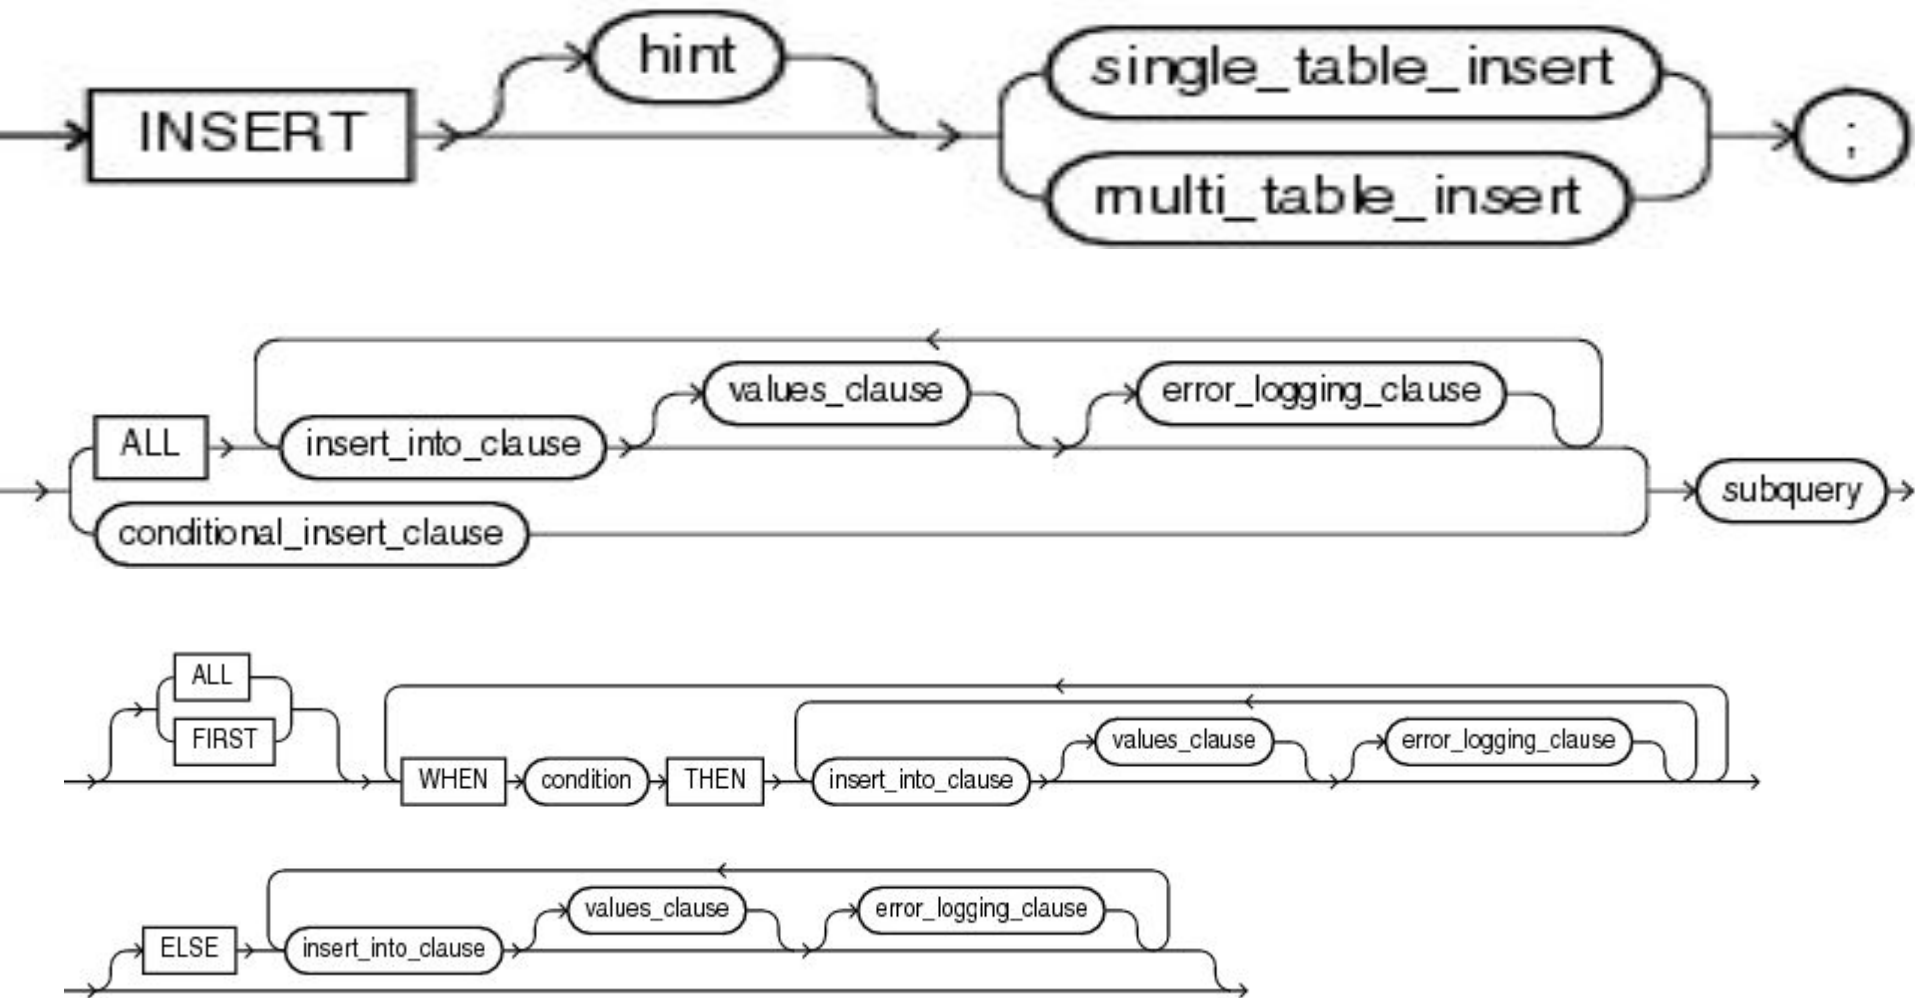 hint
single_table_insert
INSERT
;
multi_table_insert
values_clause
error_logging_clause
ALL
insert_into_clause
subquery
conditional_insert_clause
ALL
FIRST
values_clause
error_logging_clause
WHEN condition THEN insert_into_clause
values_clause
error_logging_clause
ELSE insert_into_clause